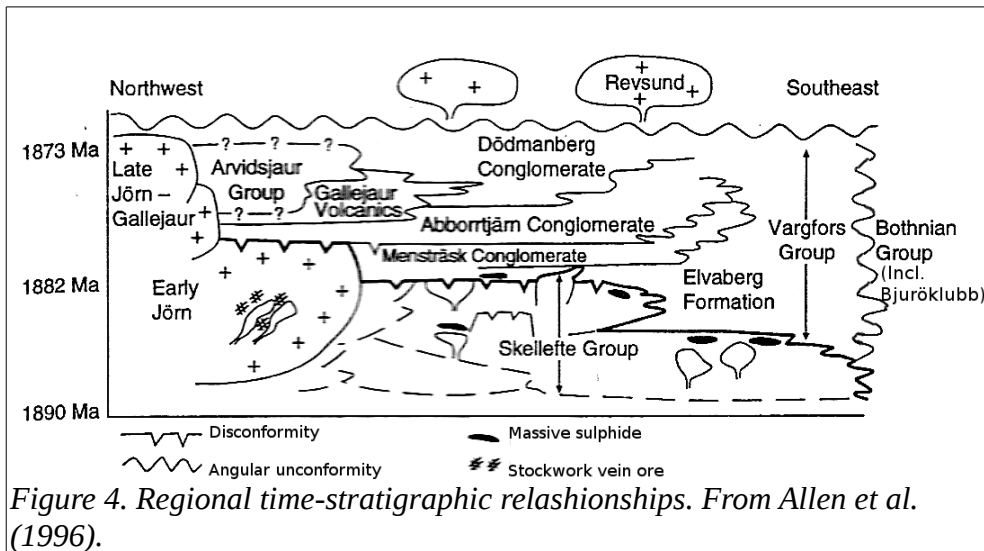 Northwest
Revsund
Southeast
1873 Ma
Late
Jörn –
Gallejaur
? ? ?
Arvidsjaur
Group
? ?
Gallejaur
Volcanics
Dödmanberg
Conglomerate
Abborrtjärn Conglomerate
Mensträsk Conglomerate
Vargfors
Group
Bothnian
Group
(Incl.
Bjuröklubb)
1882 Ma
Early
Jörn
Elvaberg
Formation
Skellefte Group
1890 Ma
Disconformity
Massive sulphide
Angular unconformity
Stockwork vein ore
Figure 4. Regional time-stratigraphic relashionships. From Allen et al.
(1996).